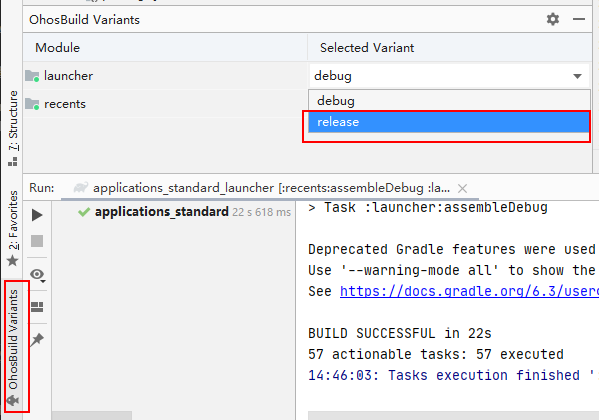 OhosBuild Variants
Module
Selected Variant
launcher
debug
recents
debug
release
7: Structure
2: Favorites
OhosBuild Variants
Run:
applications_standard_launcher [:recents:assembleDebug :la...
applications_standard 22 s 618 ms
> Task :launcher:assembleDebug
Deprecated Gradle features were used
Use '--warning-mode all' to show the
See https://docs.gradle.org/6.3/userg
BUILD SUCCESSFUL in 22s
57 actionable tasks: 57 executed
14:46:03: Tasks execution finished '